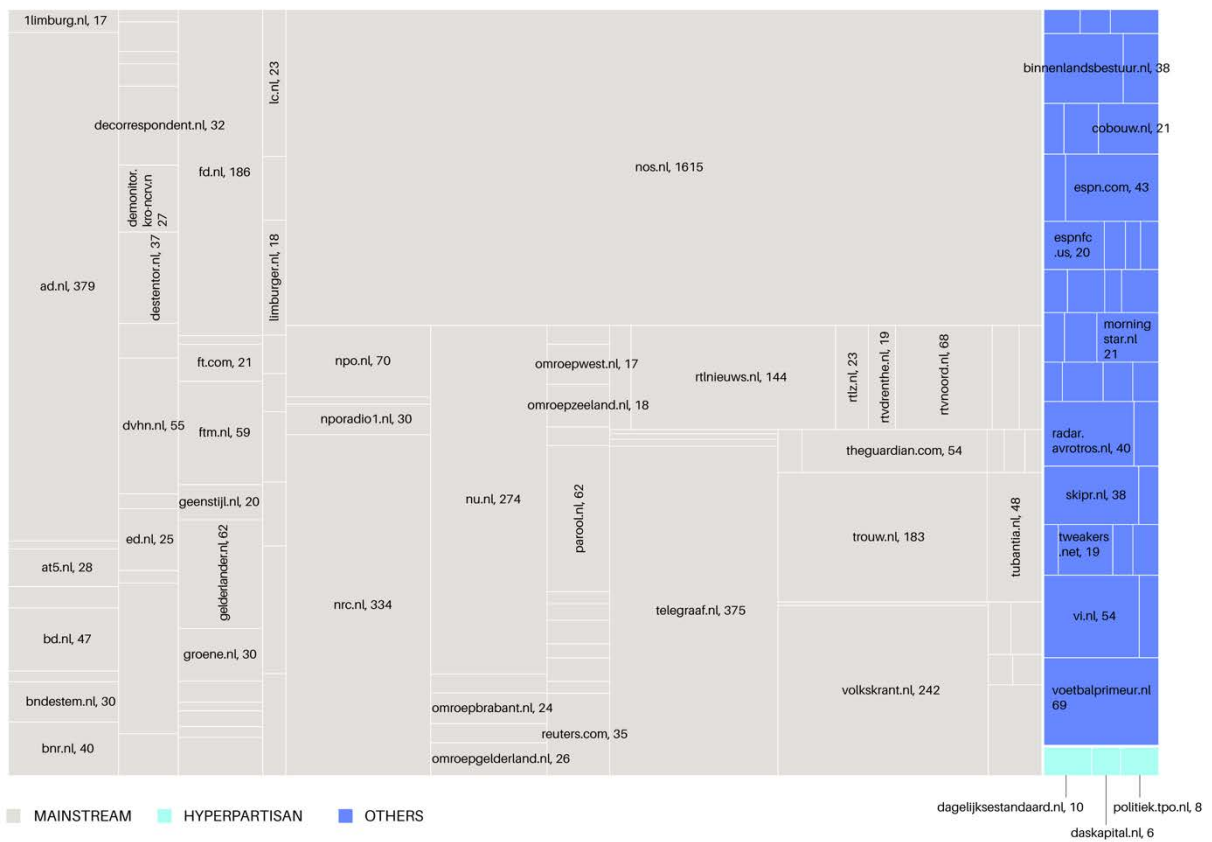 1limburg.nl, 17
ad.nl, 379
at5.nl, 28
bd.nl, 47
bndestem.nl, 30
bnr.nl, 40
decorrespondent.nl, 32
demonitor.
kro-ncrv.n
27
destentor.nl, 37
dvhn.nl, 55
ed.nl, 25
fd.nl, 186
ft.com, 21
ftm.nl, 59
geenstijl.nl, 20
gelderlander.nl, 62
groene.nl, 30
lc.nl, 23
limburger.nl, 18
nos.nl, 1615
npo.nl, 70
nporadio1.nl, 30
nrc.nl, 334
nu.nl, 274
omroepbrabant.nl, 24
omroepgelderland.nl, 26
omroepwest.nl, 17
omroepzeeland.nl, 18
parool.nl, 62
reuters.com, 35
rtlnieuws.nl, 144
rtlz.nl, 23
rtvdrenthe.nl, 19
rtvnoord.nl, 68
telegraaf.nl, 375
theguardian.com, 54
trouw.nl, 183
tubantia.nl, 48
volkskrant.nl, 242
binnenlandsbestuur.nl, 38
cobouw.nl, 21
espn.com, 43
espnfc
.us, 20
morning
star.nl
21
radar.
avrotros.nl, 40
skipr.nl, 38
tweakers
.net, 19
vi.nl, 54
voetbalprimeur.nl
69
dagelijksestandaard.nl, 10
politiek.tpo.nl, 8
daskapital.nl, 6
MAINSTREAM
HYPERPARTISAN
OTHERS